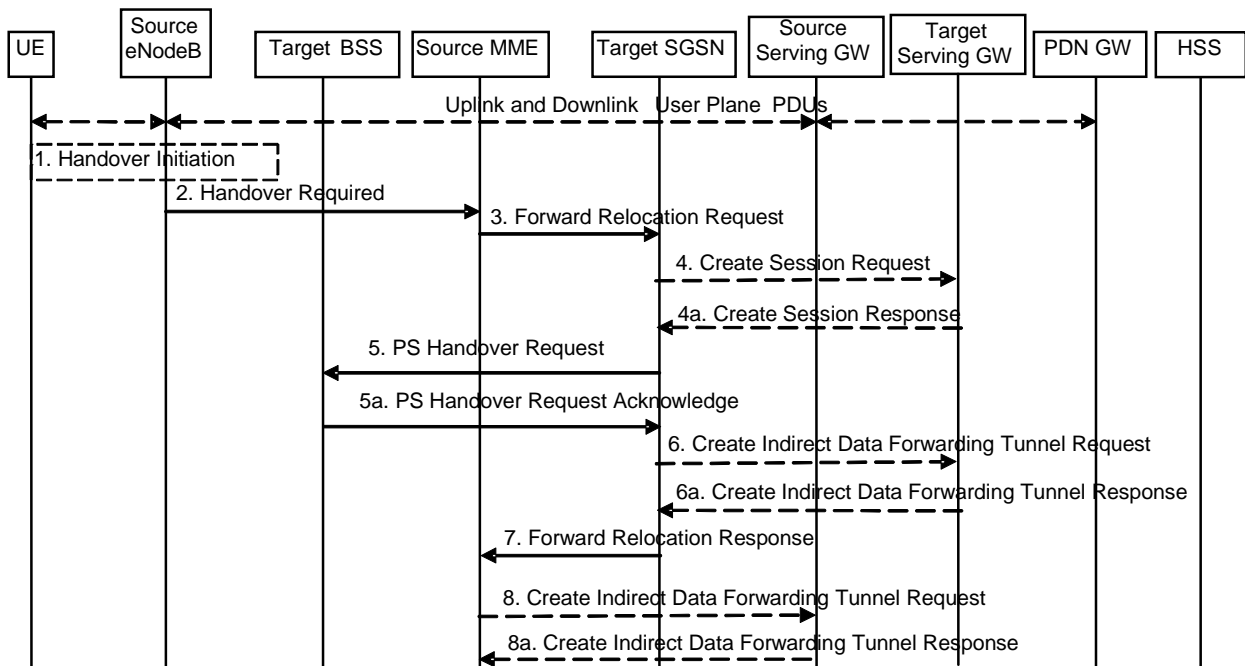 UE
Source
eNodeB
Target BSS
Source MME
Target SGSN
Source
Serving GW
Target
Serving GW
PDN GW
HSS
Uplink and Downlink User Plane PDUs
1. Handover Initiation
2. Handover Required
3. Forward Relocation Request
4. Create Session Request
4a. Create Session Response
5. PS Handover Request
5a. PS Handover Request Acknowledge
6. Create Indirect Data Forwarding Tunnel Request
6a. Create Indirect Data Forwarding Tunnel Response
7. Forward Relocation Response
8. Create Indirect Data Forwarding Tunnel Request
8a. Create Indirect Data Forwarding Tunnel Response